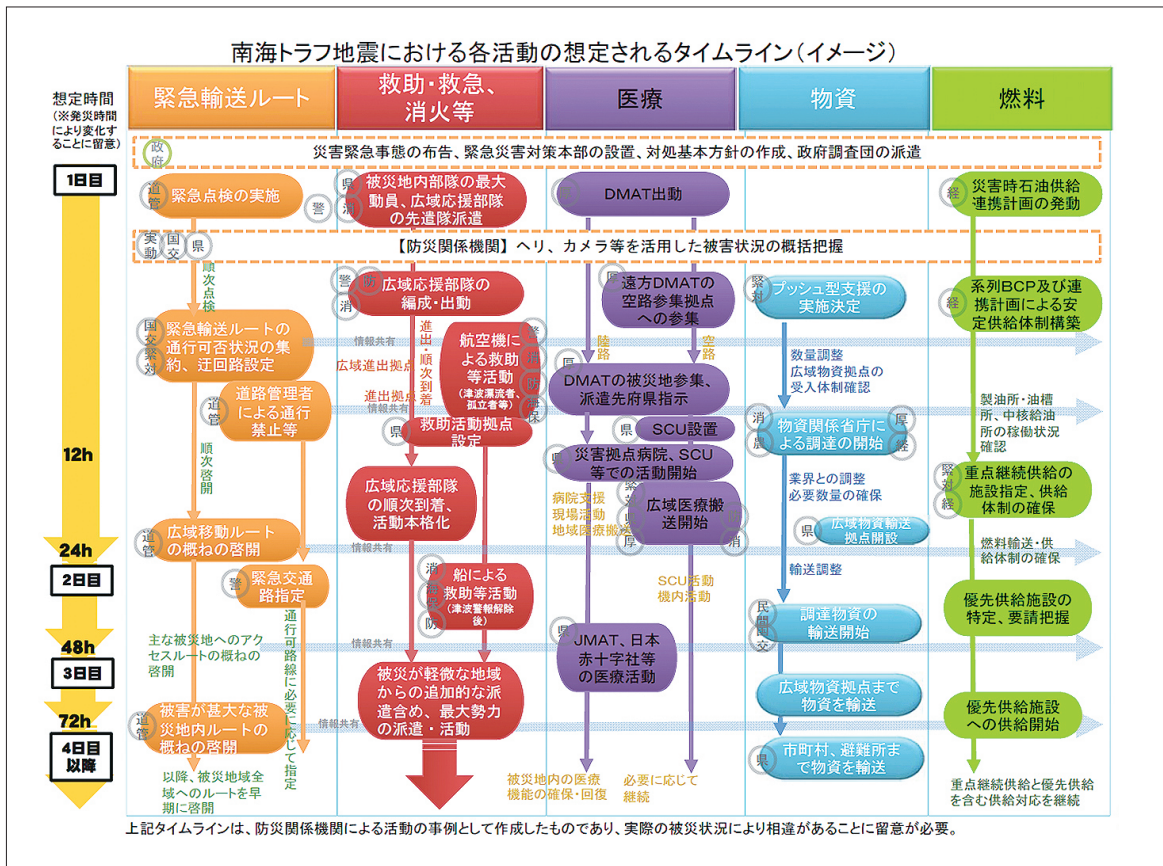 南海トラフ地震における各活動の想定されるタイムライン(イメージ)
想定時間
(※発災時間
により変化す
ることに留意)
緊急輸送ルート
救助・救急、
消火等
医療
物資
燃料
政府
災害緊急事態の布告、緊急災害対策本部の設置、対処基本方針の作成、政府調査団の派遣
1日目
道管
緊急点検の実施
県
警
消
被災地内部隊の最大
動員、広域応援部隊
の先遣隊派遣
DMAT出動
経
災害時石油供給
連携計画の発動
実動
国交
県
【防災関係機関】ヘリ、カメラ等を活用した被害状況の概括把握
順次点検
警
防
消
広域応援部隊の
編成・出動
厚
遠方DMATの
空路参集拠点
への参集
緊対
プッシュ型支援の
実施決定
経
系列BCP及び連
携計画による安
定供給体制構築
国交
緊対
緊急輸送ルートの
通行可否状況の集
約、迂回路設定
情報共有
進出・順次到着
広域進出拠点
進出拠点
航空機に
よる救助
等活動
(津波漂流者、
孤立者等)
警
消
防
海保
陸路
空路
厚
DMATの被災地参集、
派遣先府県指示
数量調整
広域物資拠点の
受入体制確認
道管
道路管理者
による通行
禁止等
情報共有
県
救助活動拠点
設定
県
SCU設置
消
農
厚
経
物資関係省庁に
よる調達の開始
製油所・油槽
所、中核給油
所の稼働状況
確認
12h
順次啓開
県
災害拠点病院、SCU
等での活動開始
病院支援
現場活動
地域医療搬送
緊対
厚
消
広域医療搬
送開始
業界との調整
必要数量の確保
緊対
経
重点継続供給の
施設指定、供給
体制の確保
広域応援部隊
の順次到着、
活動本格化
県
広域物資輸送
拠点開設
道管
広域移動ルート
の概ねの啓開
情報共有
24h
2日目
燃料輸送・供
給体制の確保
輸送調整
警
緊急交通
路指定
消
海保
防
船による
救助等活動
(津波警報解除
後)
SCU活動
機内活動
優先供給施設の
特定、要請把握
民間
国交
調達物資の
輸送開始
通行可路線に必要に応じて指定
48h
主な被災地へのアク
セスルートの概ねの
啓開
情報共有
県
JMAT、日本
赤十字社等
の医療活動
3日目
被災が軽微な地域
からの追加的な派
遣含め、最大勢力
の派遣・活動
広域物資拠点まで
物資を輸送
72h
道管
被害が甚大な被
災地内ルートの
概ねの啓開
情報共有
優先供給施設
への供給開始
4日目
以降
県
市町村、避難所ま
で物資を輸送
以降、被災地域全
域へのルートを早
期に啓開
被災地内の医療
機能の確保・回復
必要に応じて
継続
重点継続供給と優先供給
を含む供給対応を継続
上記タイムラインは、防災関係機関による活動の事例として作成したものであり、実際の被災状況により相違があることに留意が必要。